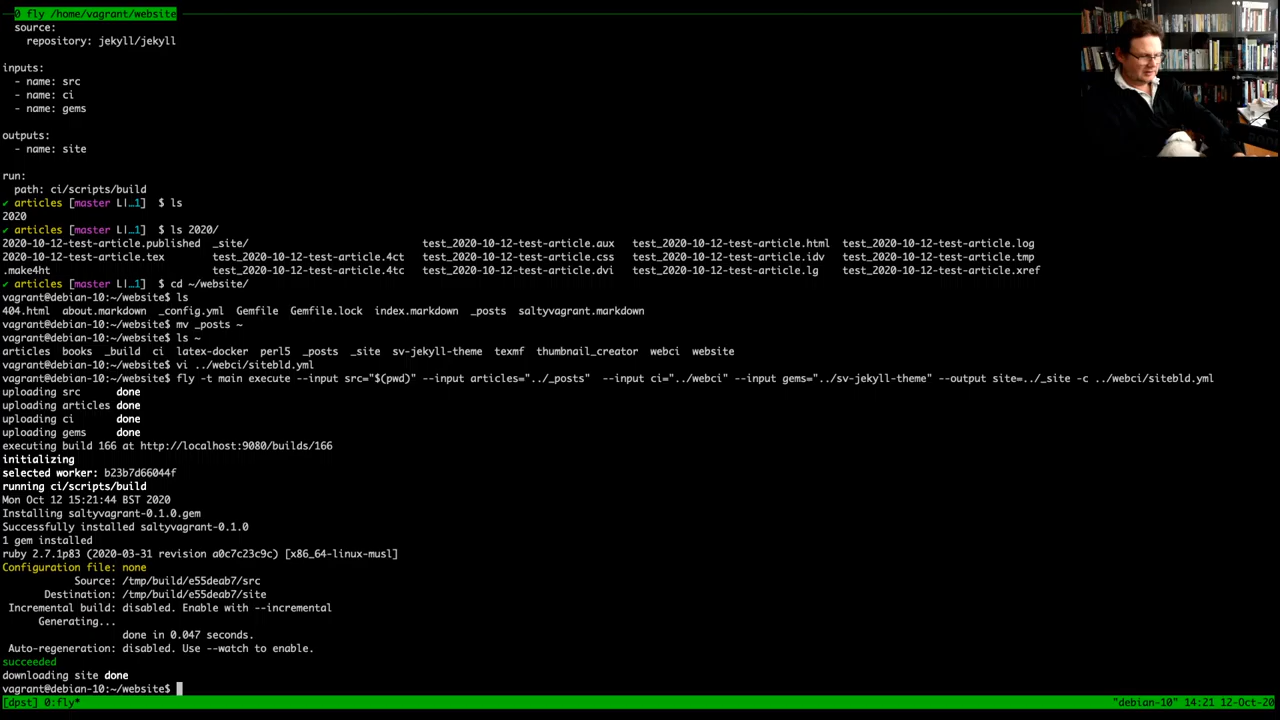 0 fly /home/vagrant/website
source:
repository: jekyll/jekyll
inputs:
- name: src
- name: ci
- name: gems
outputs:
- name: site
run:
path: ci/scripts/build
✔ articles [master L|…1] $ ls
2020
✔ articles [master L|…1] $ ls 2020/
2020-10-12-test-article.published _site/ test_2020-10-12-test-article.aux test_2020-10-12-test-article.html test_2020-10-12-test-article.log
2020-10-12-test-article.tex test_2020-10-12-test-article.4ct test_2020-10-12-test-article.css test_2020-10-12-test-article.idv test_2020-10-12-test-article.tmp
.make4ht test_2020-10-12-test-article.4tc test_2020-10-12-test-article.dvi test_2020-10-12-test-article.lg test_2020-10-12-test-article.xref
✔ articles [master L|…1] $ cd ~/website/
vagrant@debian-10:~/website$ ls
404.html about.markdown _config.yml Gemfile Gemfile.lock index.markdown _posts saltyvagrant.markdown
vagrant@debian-10:~/website$ mv _posts ~
vagrant@debian-10:~/website$ ls ~
articles books _build ci latex-docker perl5 _posts _site sv-jekyll-theme texmf thumbnail_creator webci website
vagrant@debian-10:~/website$ vi ../webci/sitebld.yml
vagrant@debian-10:~/website$ fly -t main execute --input src="$(pwd)" --input articles="../_posts" --input ci="../webci" --input gems="../sv-jekyll-theme" --output site=../_site -c ../webci/sitebld.yml
uploading src done
uploading articles done
uploading ci done
uploading gems done
executing build 166 at http://localhost:9080/builds/166
initializing
selected worker: b23b7d66044f
running ci/scripts/build
Mon Oct 12 15:21:44 BST 2020
Installing saltyvagrant-0.1.0.gem
Successfully installed saltyvagrant-0.1.0
1 gem installed
ruby 2.7.1p83 (2020-03-31 revision a0c7c23c9c) [x86_64-linux-musl]
Configuration file: none
Source: /tmp/build/e55deab7/src
Destination: /tmp/build/e55deab7/site
Incremental build: disabled. Enable with --incremental
Generating...
done in 0.047 seconds.
Auto-regeneration: disabled. Use --watch to enable.
succeeded
downloading site done
vagrant@debian-10:~/website$
[dpst] 0:fly* "debian-10" 14:21 12-Oct-20